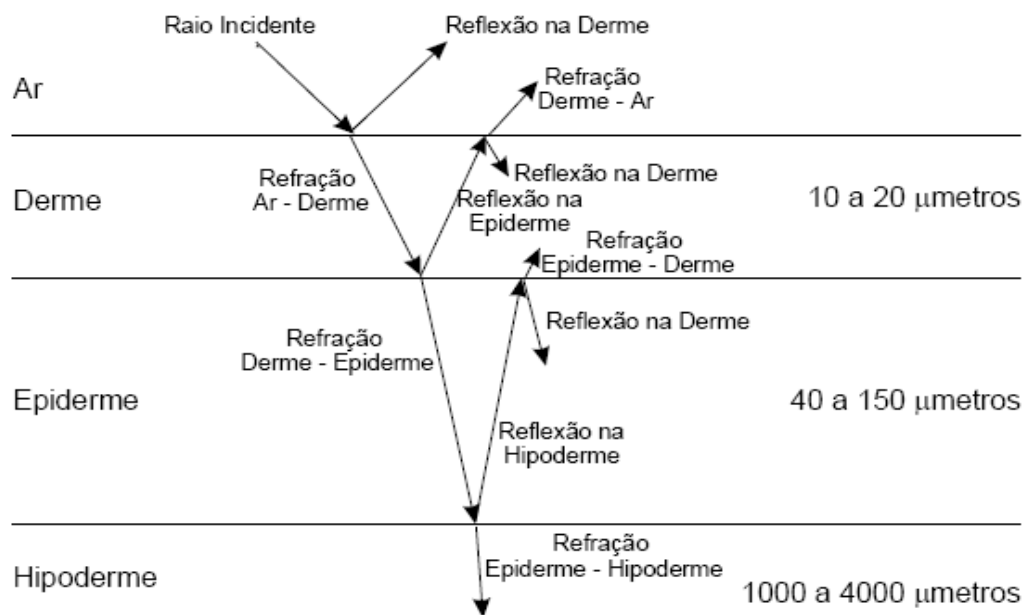 Raio Incidente
Reflexão na Derme
Ar
Refração
Derme - Ar
Derme
Refração
Ar - Derme
Reflexão na Derme
Reflexão na
Epiderme
10 a 20 µmetros
Refração
Epiderme - Derme
Reflexão na Derme
Refração
Derme - Epiderme
Epiderme
40 a 150 µmetros
Reflexão na
Hipoderme
Refração
Epiderme - Hipoderme
Hipoderme
1000 a 4000 µmetros